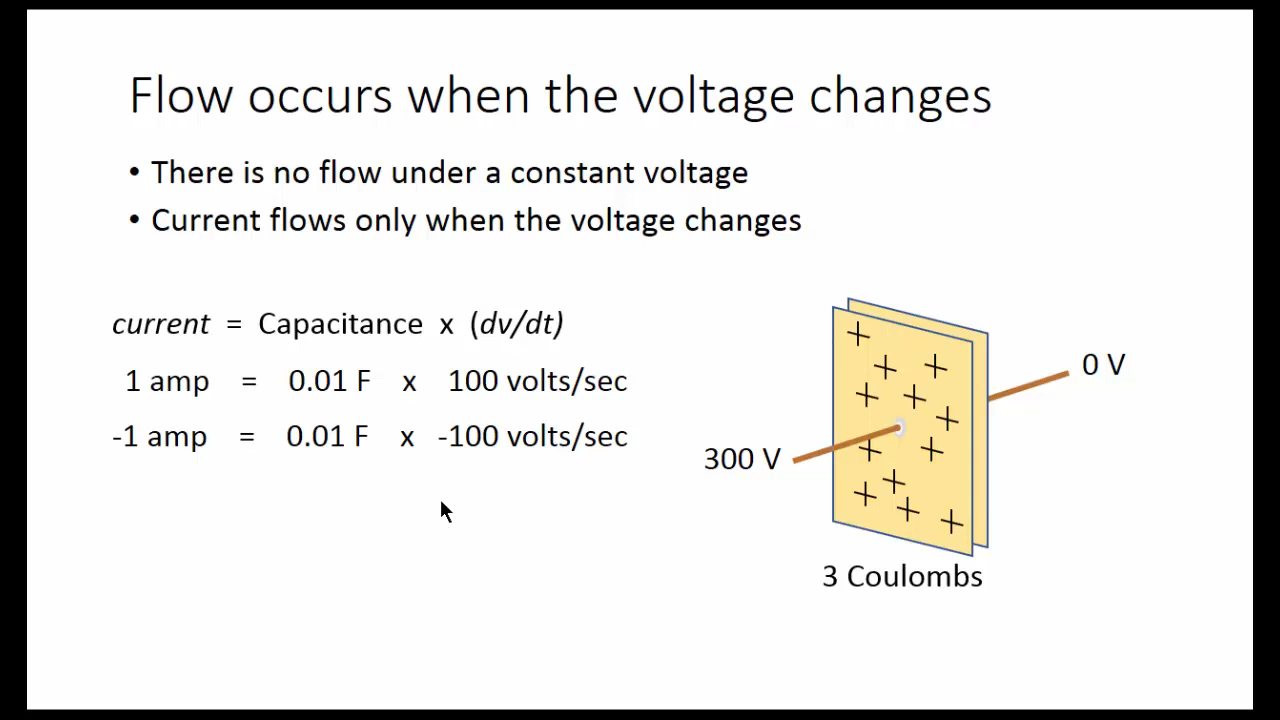 Flow occurs when the voltage changes
• There is no flow under a constant voltage
• Current flows only when the voltage changes
current = Capacitance x (dv/dt)
1 amp = 0.01 F x 100 volts/sec
-1 amp = 0.01 F x -100 volts/sec
0 V
300 V
3 Coulombs